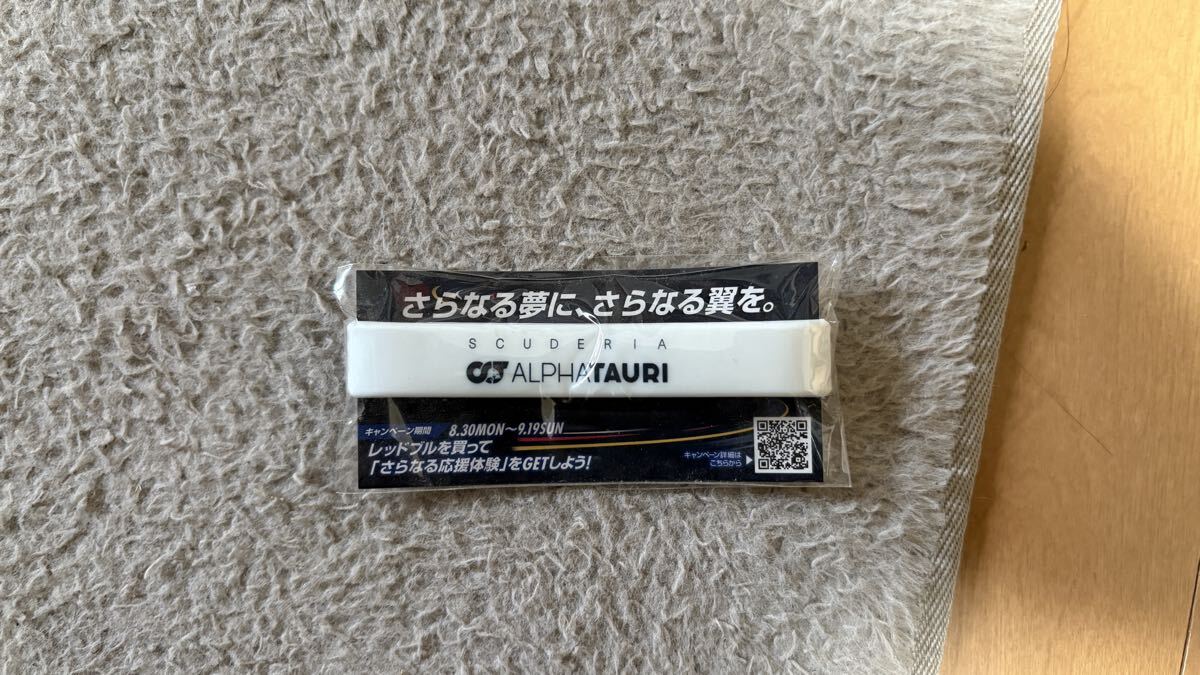 さらなる夢に、さらなる翼を。
SCUDERIA
ALPHATAURI
キャンペーン期間 8.30MON～9.19SUN
レッドブルを買って
「さらなる応援体験」をGETしよう!
キャンペーン詳細は
こちらから